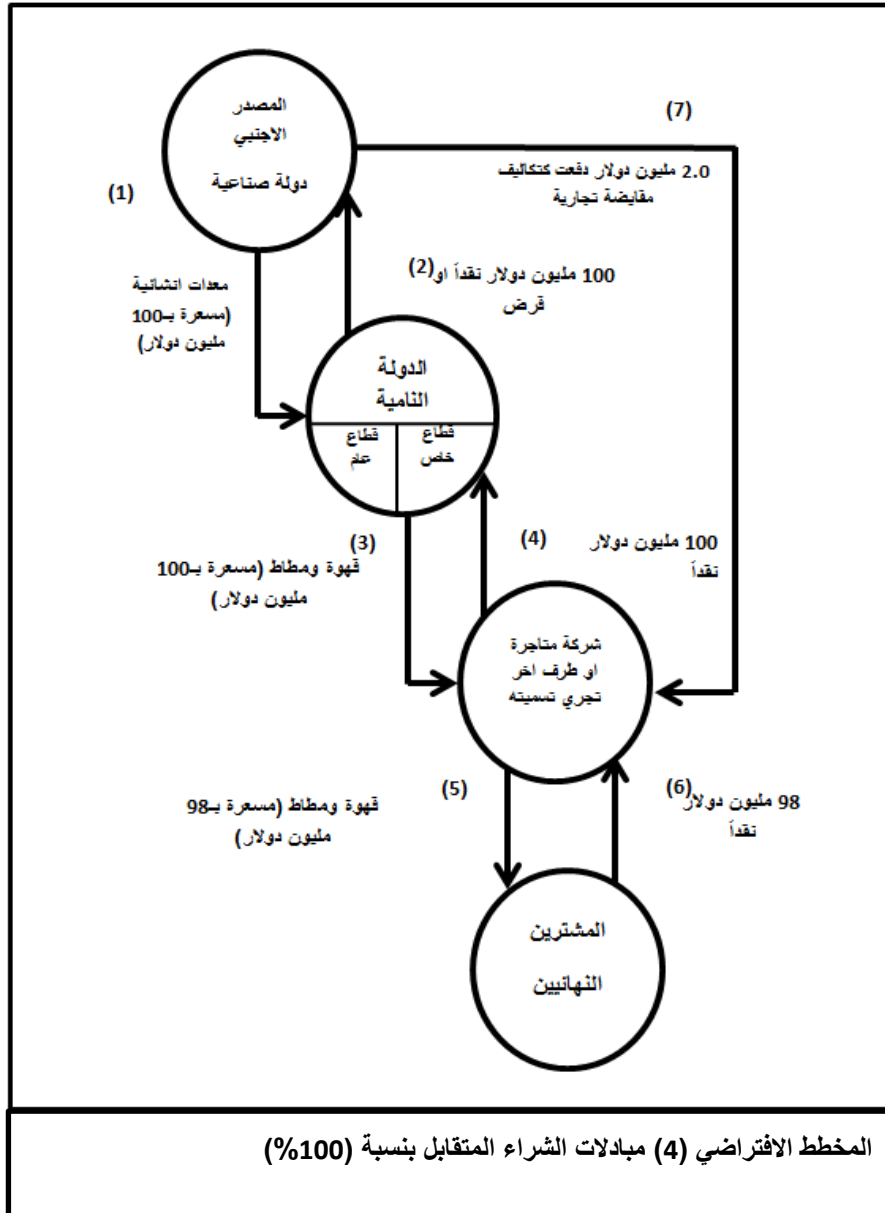 المصدر
الاجنبي
دولة صناعية
(7)
2.0 مليون دولار دفعت كتكاليف
مقايضة تجارية
(1)
معدات انشائية
(مسعرة بـ100
مليون دولار)
(2)
100 مليون دولار نقداً او
قرض
الدولة
النامية
قطاع
خاص
قطاع
عام
(3)
قهوة ومطاط (مسعرة بـ100
مليون دولار)
(4)
100 مليون دولار
نقداً
شركة متاجرة
او طرف اخر
تجري تسميته
(5)
قهوة ومطاط (مسعرة بـ98
مليون دولار)
(6)
98 مليون دولار
نقداً
المشترين
النهائيين
المخطط الافتراضي (4) مبادلات الشراء المتقابل بنسبة (100%)